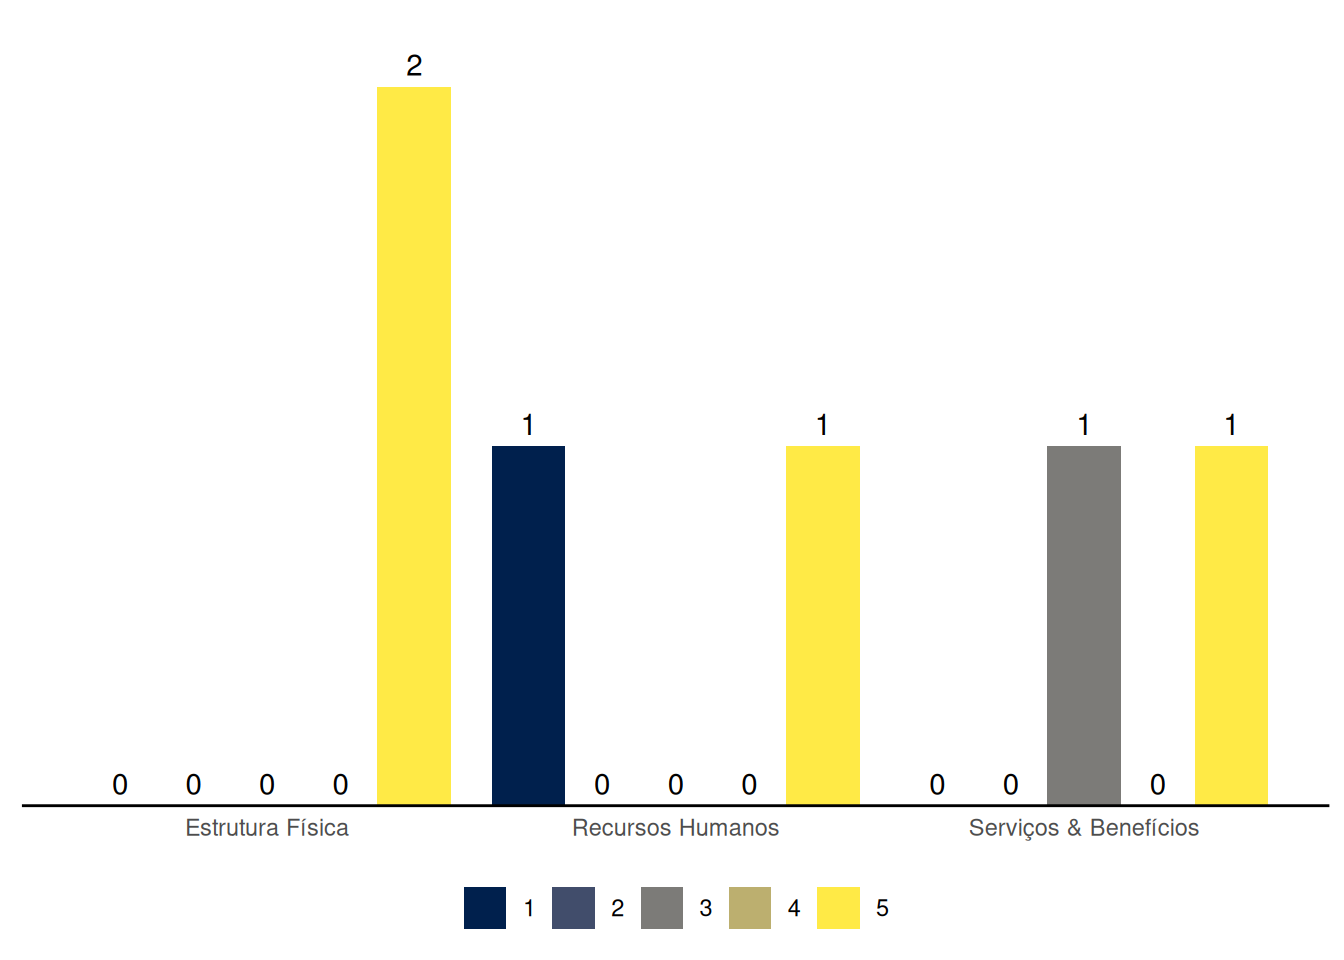 2
1 1 1 1
0 0 0 0 0 0 0 0 0 0
Estrutura Física Recursos Humanos Serviços & Benefícios
1 2 3 4 5